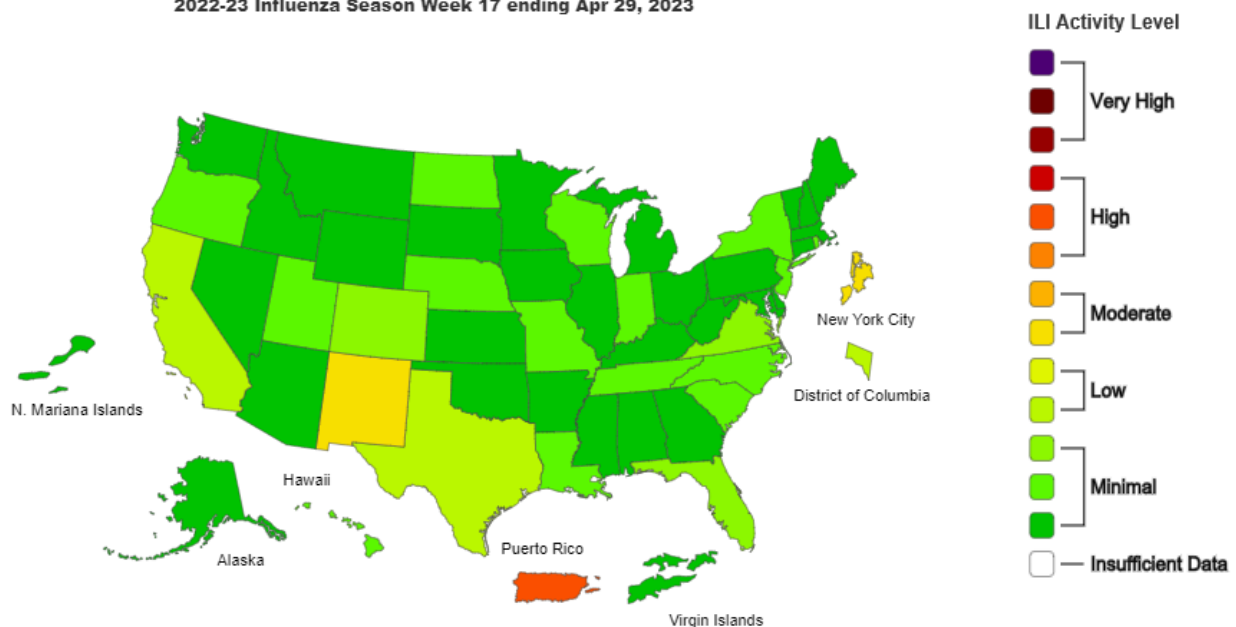 2022-23 Influenza Season Week 17 ending Apr 29, 2023
ILI Activity Level
Very High
High
Moderate
Low
Minimal
Insufficient Data
New York City
District of Columbia
N. Mariana Islands
Hawaii
Alaska
Puerto Rico
Virgin Islands